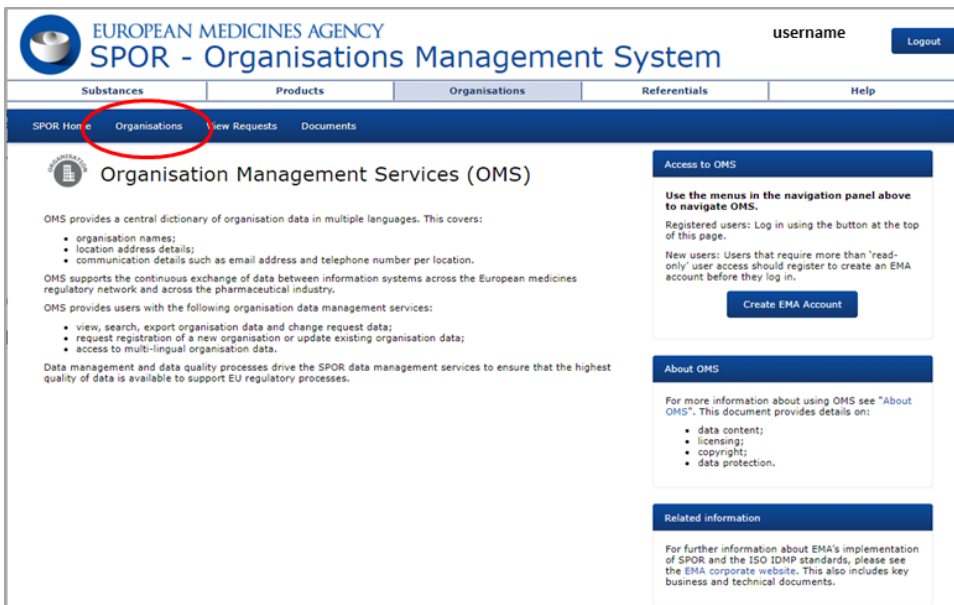 EUROPEAN MEDICINES AGENCY
SPOR - Organisations Management System
username
Logout
Substances
Products
Organisations
Referentials
Help
SPOR Home
Organisations
View Requests
Documents
ORGANISATION
Organisation Management Services (OMS)
OMS provides a central dictionary of organisation data in multiple languages. This covers:
• organisation names;
• location address details;
• communication details such as email address and telephone number per location.
OMS supports the continuous exchange of data between information systems across the European medicines
regulatory network and across the pharmaceutical industry.
OMS provides users with the following organisation data management services:
• view, search, export organisation data and change request data;
• request registration of a new organisation or update existing organisation data;
• access to multi-lingual organisation data.
Data management and data quality processes drive the SPOR data management services to ensure that the highest
quality of data is available to support EU regulatory processes.
Access to OMS
Use the menus in the navigation panel above
to navigate OMS.
Registered users: Log in using the button at the top
of this page.
New users: Users that require more than 'read-
only' user access should register to create an EMA
account before they log in.
Create EMA Account
About OMS
For more information about using OMS see "About
OMS". This document provides details on:
• data content;
• licensing;
• copyright;
• data protection.
Related information
For further information about EMA's implementation
of SPOR and the ISO IDMP standards, please see
the EMA corporate website. This also includes key
business and technical documents.